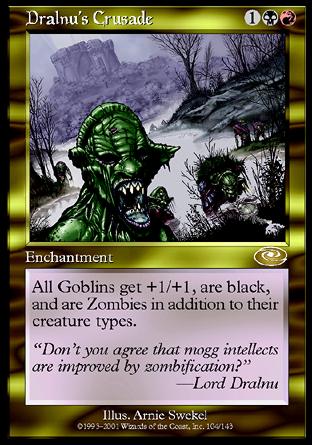 Dralnu's Crusade 1
Enchantment
All Goblins get +1/+1, are black,
and are Zombies in addition to their
creature types.
“Don't you agree that mogg intellects
are improved by zombification?”
—Lord Dralnu
Illus. Arnie Swekel
©1993-2001 Wizards of the Coast, Inc. 104/143